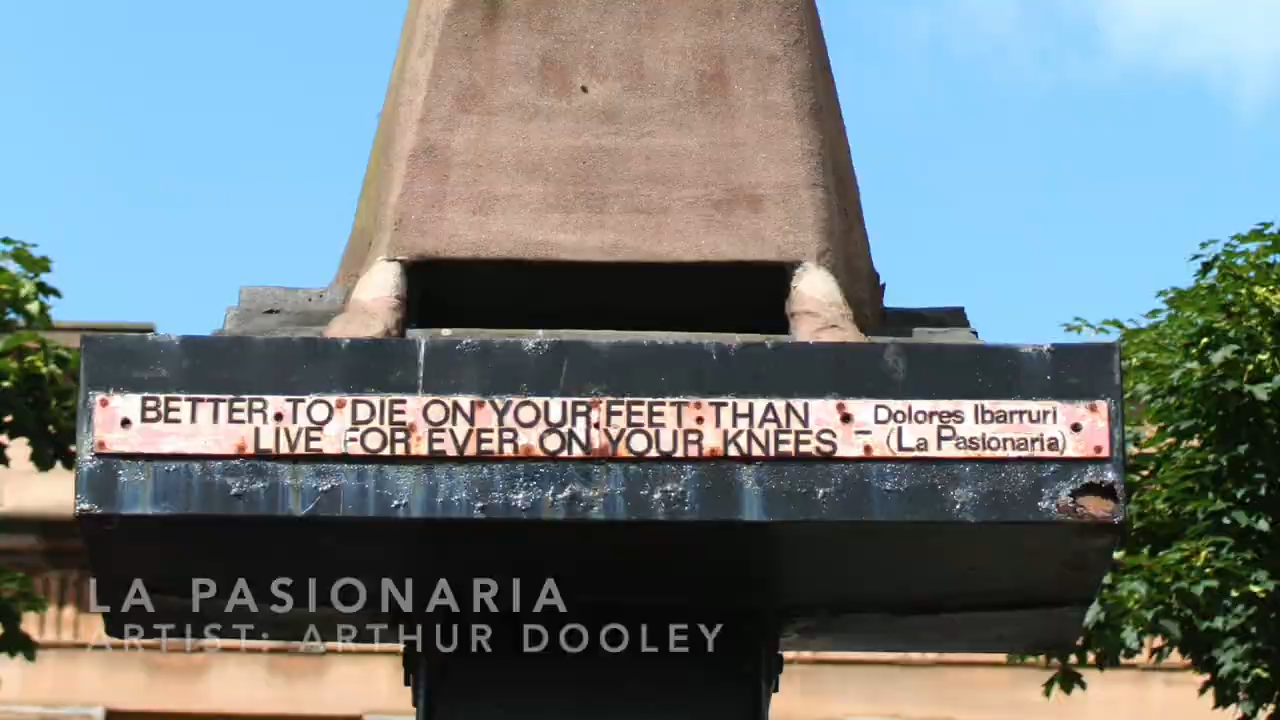 BETTER TO DIE ON YOUR FEET THAN
LIVE FOR EVER ON YOUR KNEES –
Dolores Ibarruri
(La Pasionaria)
LA PASIONARIA
ARTIST: ARTHUR DOOLEY